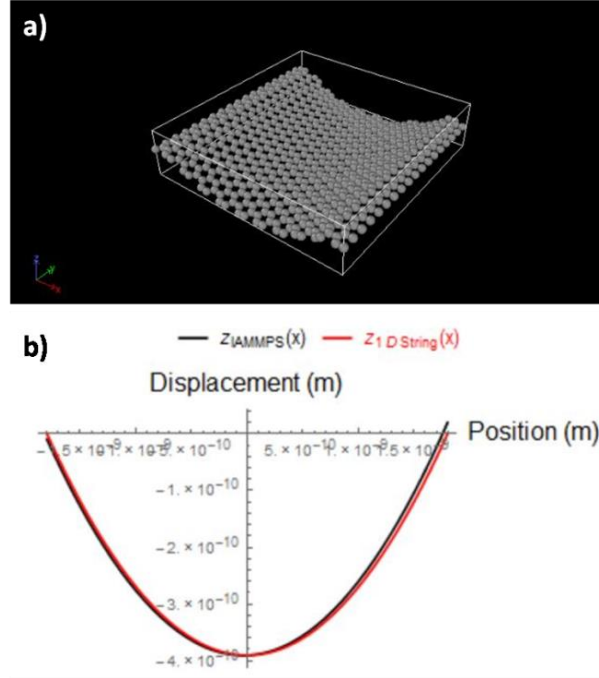 a)
z
y
x
b)
z_IAMMPS(x) z_1 D String(x)
Displacement (m)
Position (m)
5. × 10^-10
-1. × 10^-10
-2. × 10^-10
-3. × 10^-10
-4. × 10^-10